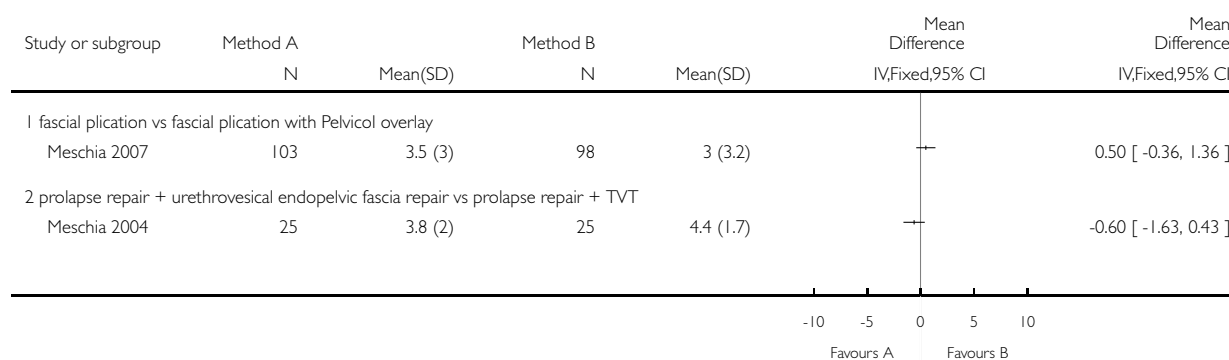 Mean Mean
Study or subgroup Method A Method B Difference Difference
N Mean(SD) N Mean(SD) IV,Fixed,95% CI IV,Fixed,95% CI
1 fascial plication vs fascial plication with Pelvicol overlay
Meschia 2007 103 3.5 (3) 98 3 (3.2) 0.50 [ -0.36, 1.36 ]
2 prolapse repair + urethrovesical endopelvic fascia repair vs prolapse repair + TVT
Meschia 2004 25 3.8 (2) 25 4.4 (1.7) -0.60 [ -1.63, 0.43 ]
-10 -5 0 5 10
Favours A Favours B